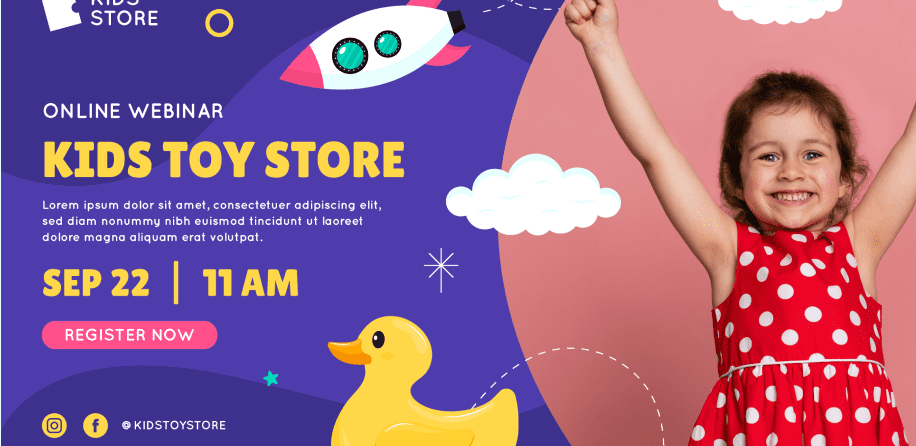 KIDS
STORE
ONLINE WEBINAR
KIDS TOY STORE
Lorem ipsum dolor sit amet, consectetuer adipiscing elit,
sed diam nonummy nibh euismod tincidunt ut laoreet
dolore magna aliquam erat volutpat.
SEP 22 | 11 AM
REGISTER NOW
@KIDSTOYSTORE